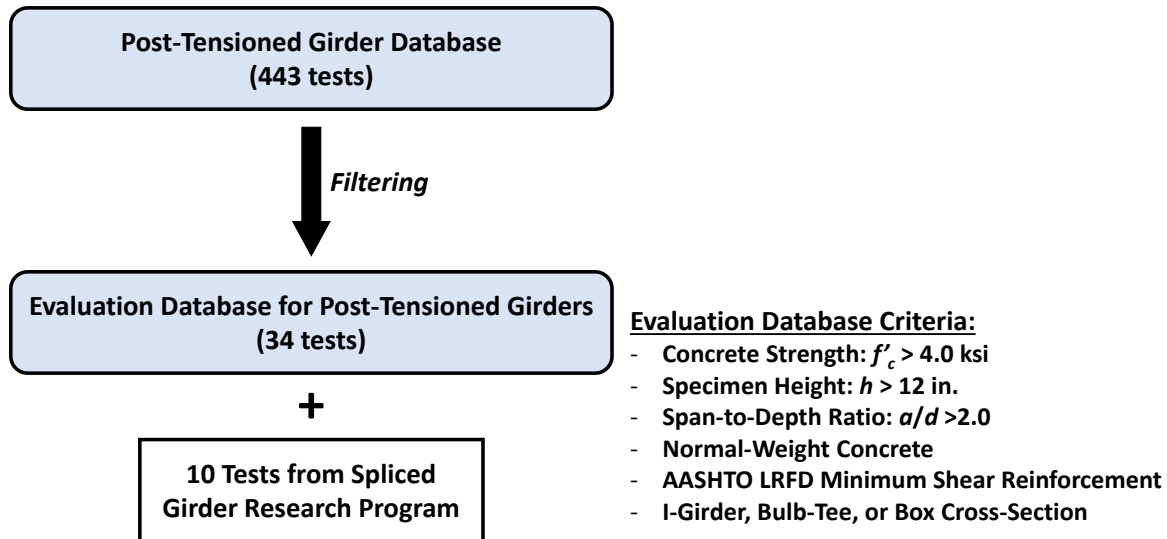 Post-Tensioned Girder Database
(443 tests)
Filtering
Evaluation Database for Post-Tensioned Girders
(34 tests)
+
10 Tests from Spliced
Girder Research Program
Evaluation Database Criteria:
- Concrete Strength: f'c > 4.0 ksi
- Specimen Height: h > 12 in.
- Span-to-Depth Ratio: a/d >2.0
- Normal-Weight Concrete
- AASHTO LRFD Minimum Shear Reinforcement
- I-Girder, Bulb-Tee, or Box Cross-Section